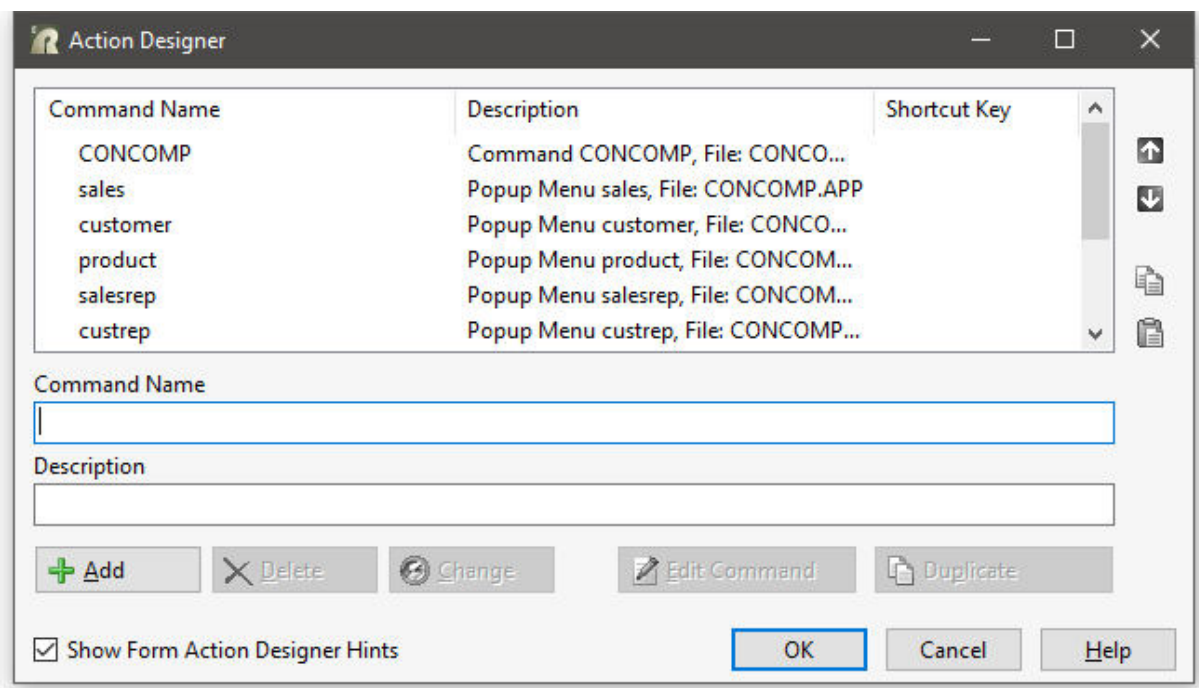 Action Designer
Command Name Description Shortcut Key
CONCOMP Command CONCOMP, File: CONCO...
sales Popup Menu sales, File: CONCOMP.APP
customer Popup Menu customer, File: CONCO...
product Popup Menu product, File: CONCOM...
salesrep Popup Menu salesrep, File: CONCOM...
custrep Popup Menu custrep, File: CONCOMP...
Command Name
Description
Add Delete Change Edit Command Duplicate
Show Form Action Designer Hints OK Cancel Help